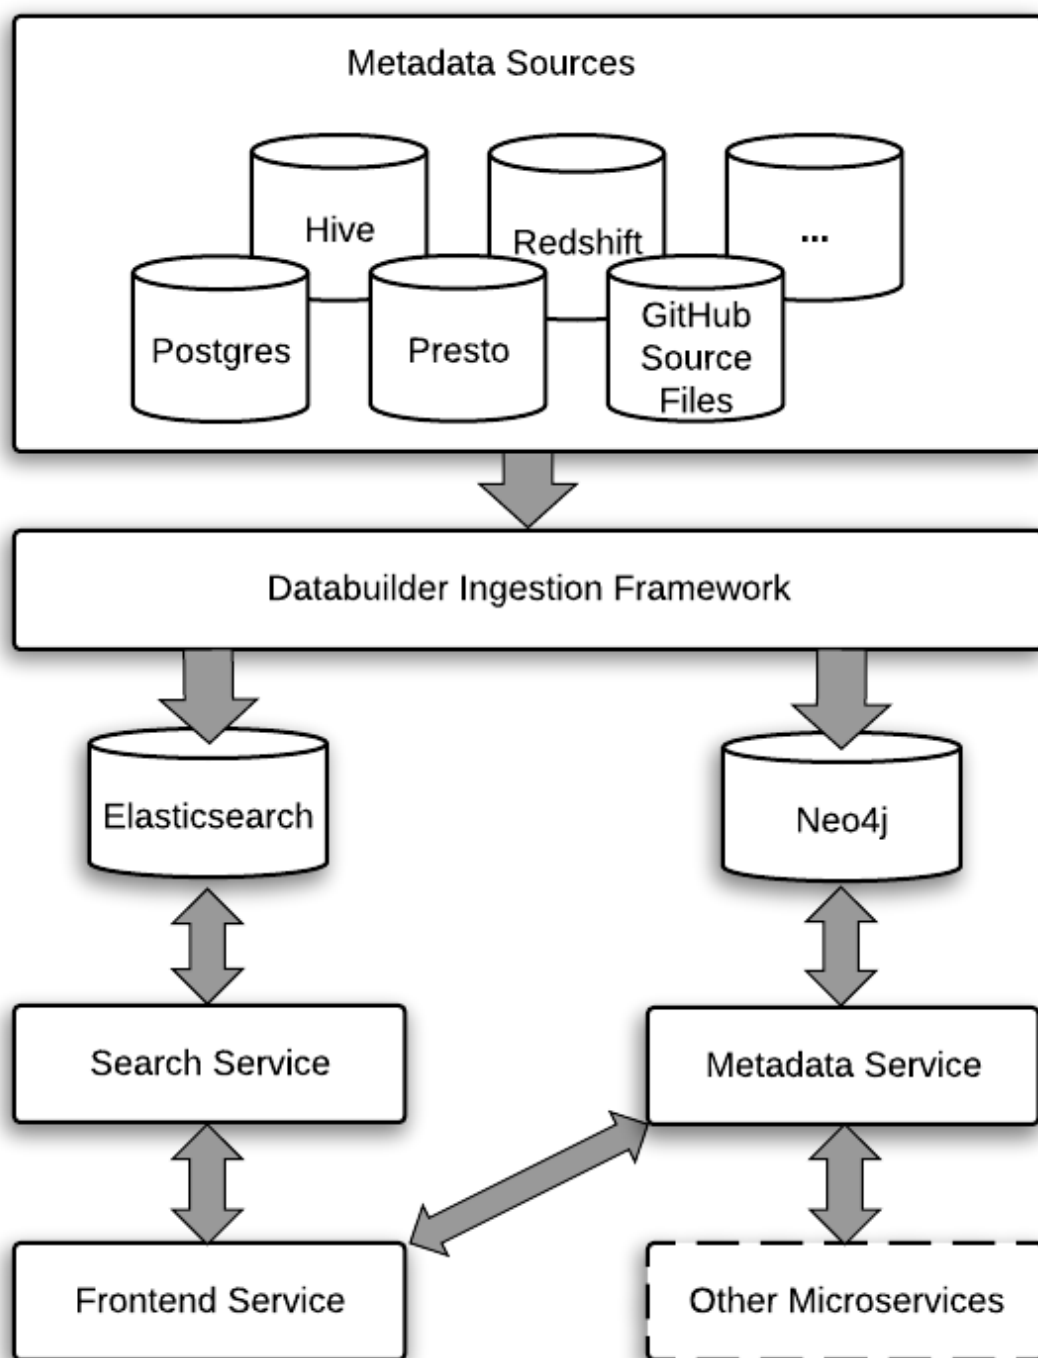 Metadata Sources
Hive
Redshift
...
Postgres
Presto
GitHub
Source
Files
Databuilder Ingestion Framework
Elasticsearch
Neo4j
Search Service
Metadata Service
Frontend Service
Other Microservices